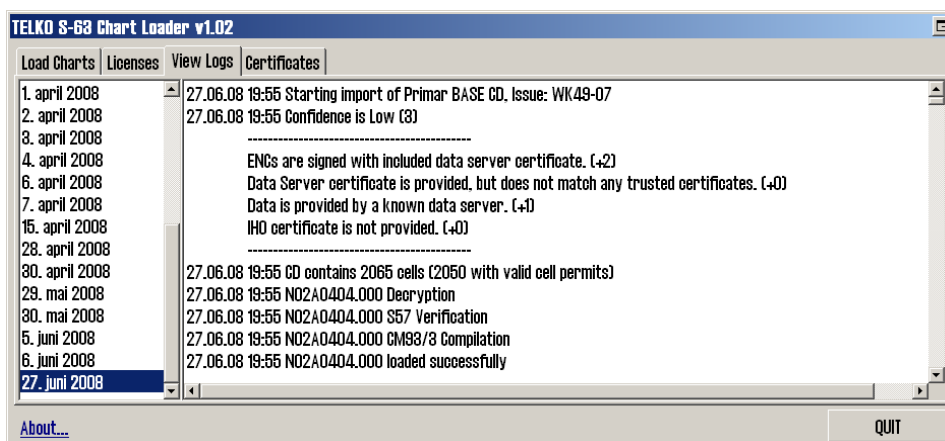 TELKO S-63 Chart Loader v1.02
Load Charts Licenses View Logs Certificates
1. april 2008
2. april 2008
3. april 2008
4. april 2008
6. april 2008
7. april 2008
15. april 2008
28. april 2008
30. april 2008
29. mai 2008
30. mai 2008
5. juni 2008
6. juni 2008
27. juni 2008
27.06.08 19:55 Starting import of Primar BASE CD, Issue: WK49-07
27.06.08 19:55 Confidence is Low (3)
-------------------------------------------
ENCs are signed with included data server certificate. (+2)
Data Server certificate is provided, but does not match any trusted certificates. (+0)
Data is provided by a known data server. (+1)
IHO certificate is not provided. (+0)
-------------------------------------------
27.06.08 19:55 CD contains 2065 cells (2050 with valid cell permits)
27.06.08 19:55 NO2A0404.000 Decryption
27.06.08 19:55 NO2A0404.000 S57 Verification
27.06.08 19:55 NO2A0404.000 CM93/3 Compilation
27.06.08 19:55 NO2A0404.000 loaded successfully
About...
QUIT